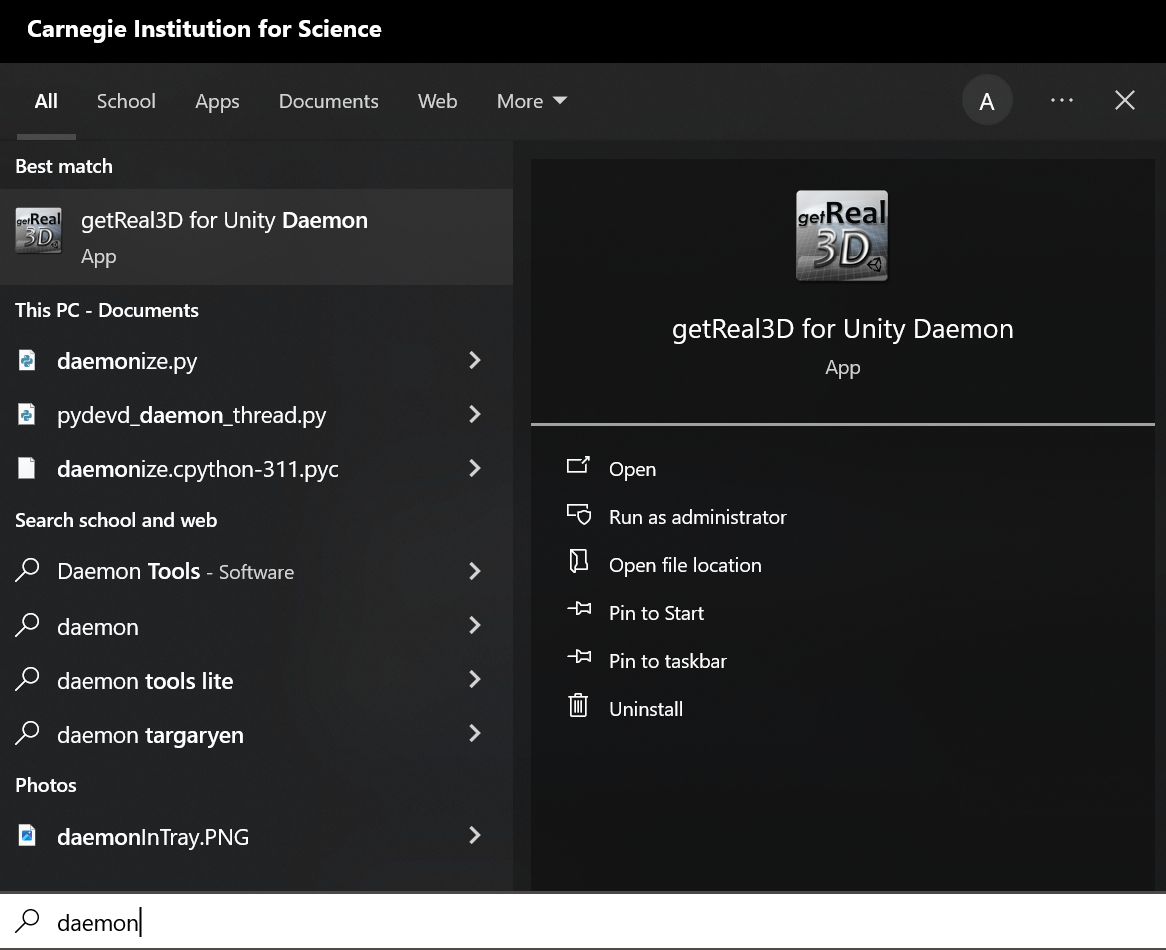 Carnegie Institution for Science
All School Apps Documents Web More A ···
Best match
getReal3D for Unity Daemon
App
This PC - Documents
daemonize.py
pydevd_daemon_thread.py
daemonize.cpython-311.pyc
Search school and web
Daemon Tools - Software
daemon
daemon tools lite
daemon targaryen
Photos
daemonInTray.PNG
getReal
3D
getReal3D for Unity Daemon
App
Open
Run as administrator
Open file location
Pin to Start
Pin to taskbar
Uninstall
getReal
3D
daemon